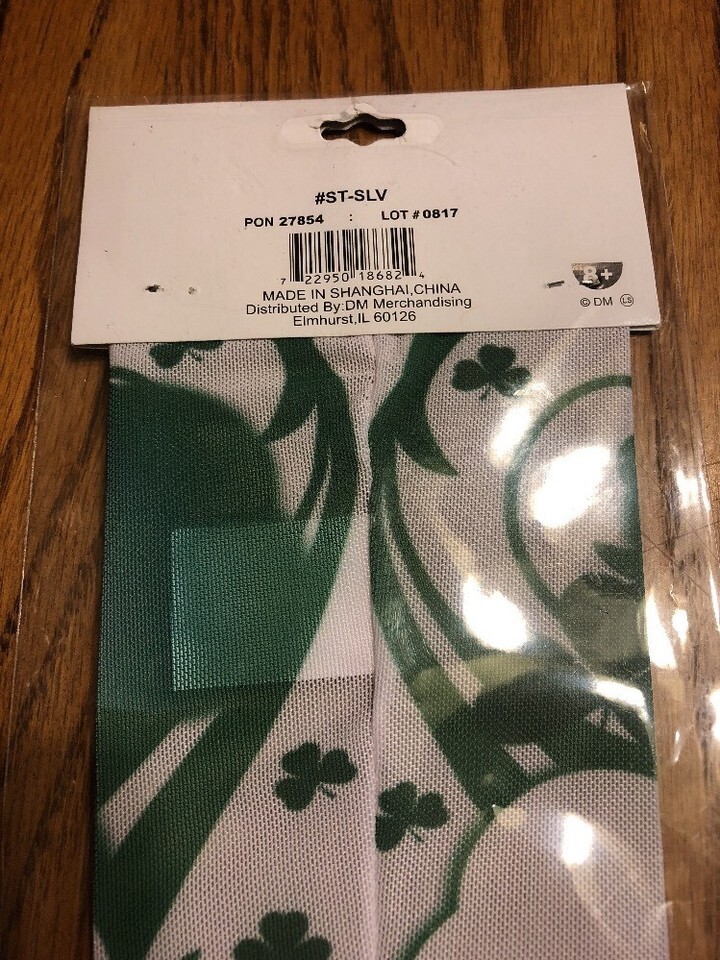 #ST-SLV
PON 27854 : LOT # 0817
7 22950 18682 4
MADE IN SHANGHAI,CHINA
Distributed By:DM Merchandising
Elmhurst,IL 60126
8+
© DM LS